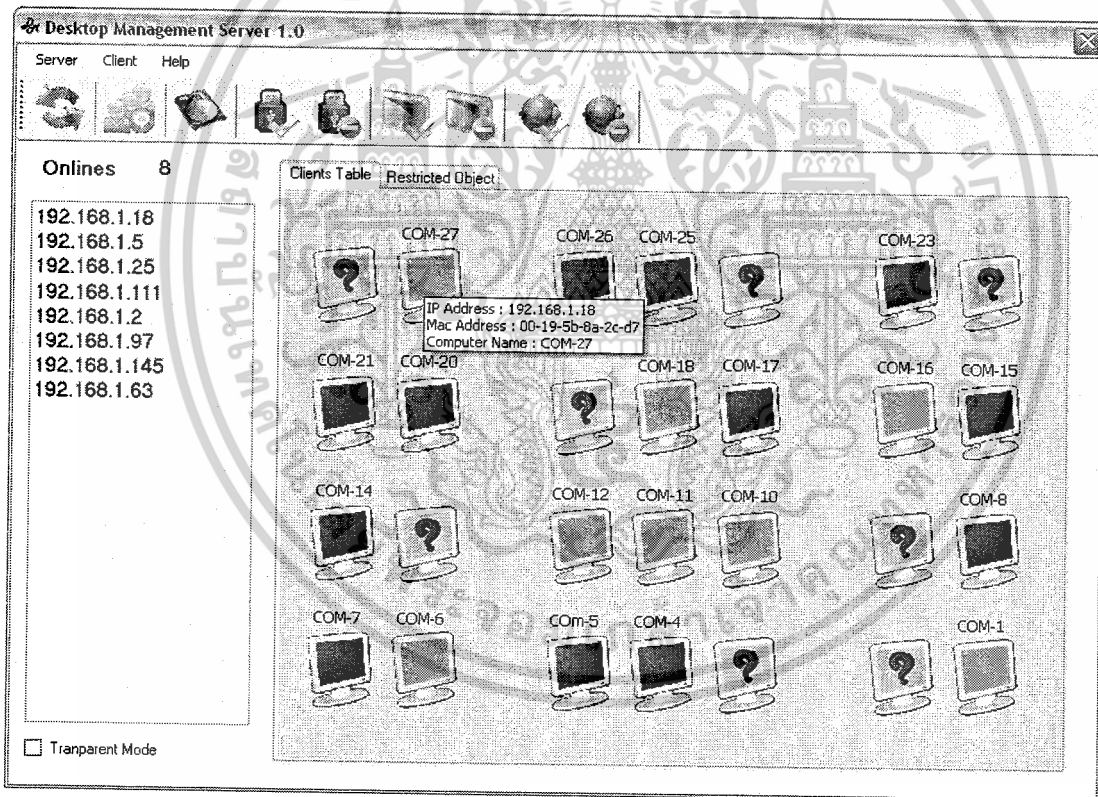 Desktop Management Server 1.0
Server Client Help
Onlines 8
192.168.1.18
192.168.1.5
192.168.1.25
192.168.1.111
192.168.1.2
192.168.1.97
192.168.1.145
192.168.1.63
Tranparent Mode
Clients Table Restricted Object
COM-27 COM-26 COM-25 COM-23
IP Address : 192.168.1.18
Mac Address : 00-19-5b-8a-2c-d7
Computer Name : COM-27
COM-21 COM-20 COM-18 COM-17 COM-16 COM-15
COM-14 COM-12 COM-11 COM-10 COM-8
COM-7 COM-6 COm-5 COM-4 COM-1